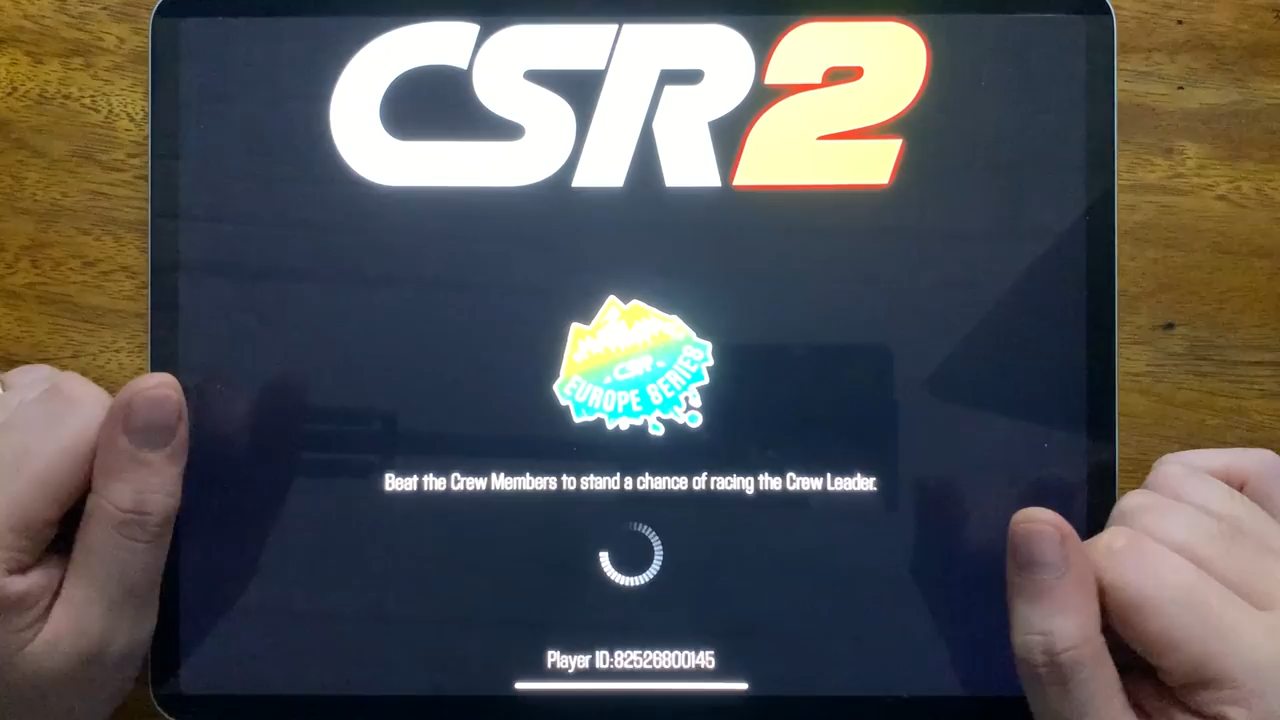 CSR2
CSR
EUROPE SERIES
Beat the Crew Members to stand a chance of racing the Crew Leader.
Player ID:82526800145